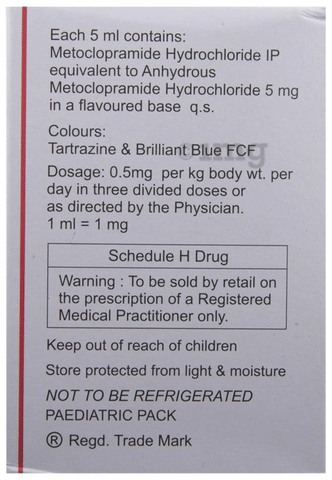 Each 5 ml contains:
Metoclopramide Hydrochloride IP
equivalent to Anhydrous
Metoclopramide Hydrochloride 5 mg
in a flavoured base q.s.
Colours:
Tartrazine & Brilliant Blue FCF
Dosage: 0.5mg per kg body wt. per
day in three divided doses or
as directed by the Physician.
1 ml = 1 mg
Schedule H Drug
Warning : To be sold by retail on
the prescription of a Registered
Medical Practitioner only.
Keep out of reach of children
Store protected from light & moisture
NOT TO BE REFRIGERATED
PAEDIATRIC PACK
® Regd. Trade Mark